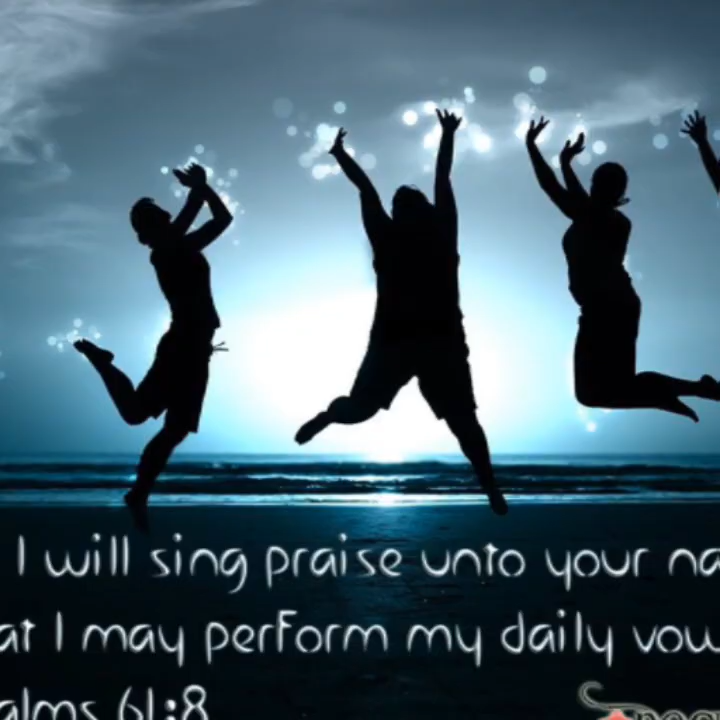 I will sing praise unto your na
at I may perform my daily vow
alms 61:8